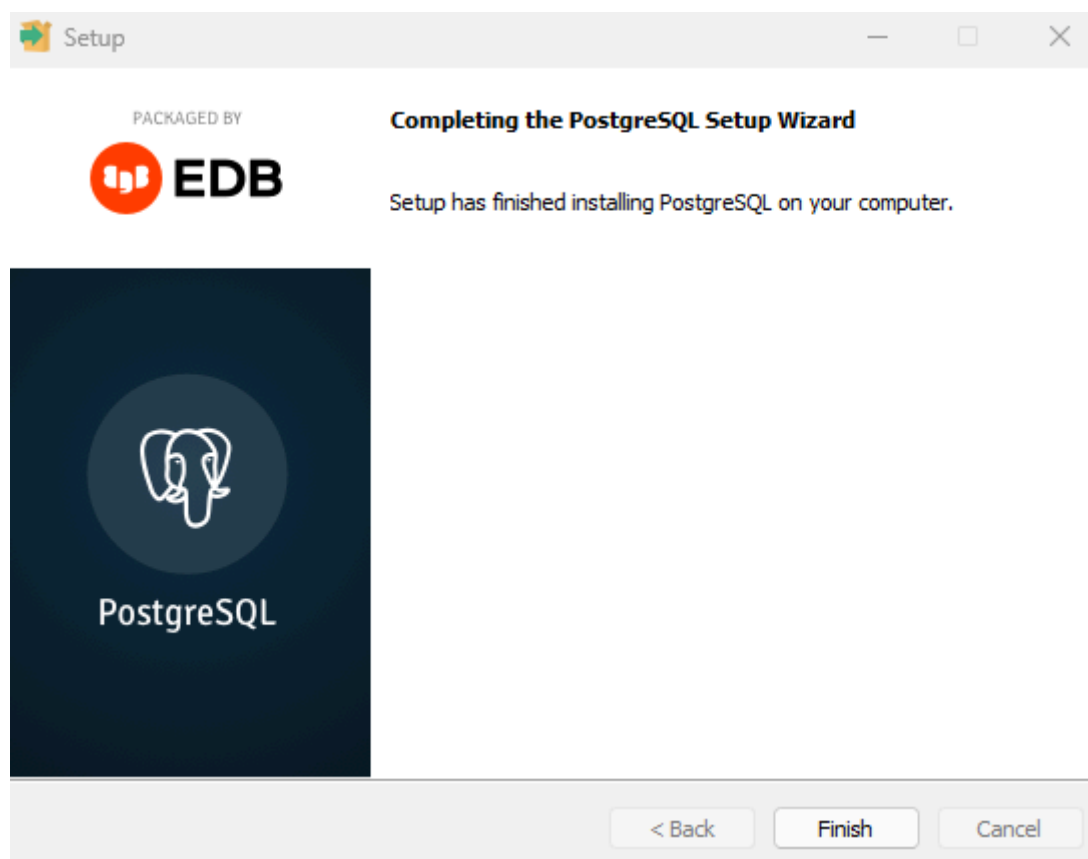 Setup
PACKAGED BY
EDB
Completing the PostgreSQL Setup Wizard
Setup has finished installing PostgreSQL on your computer.
PostgreSQL
< Back
Finish
Cancel